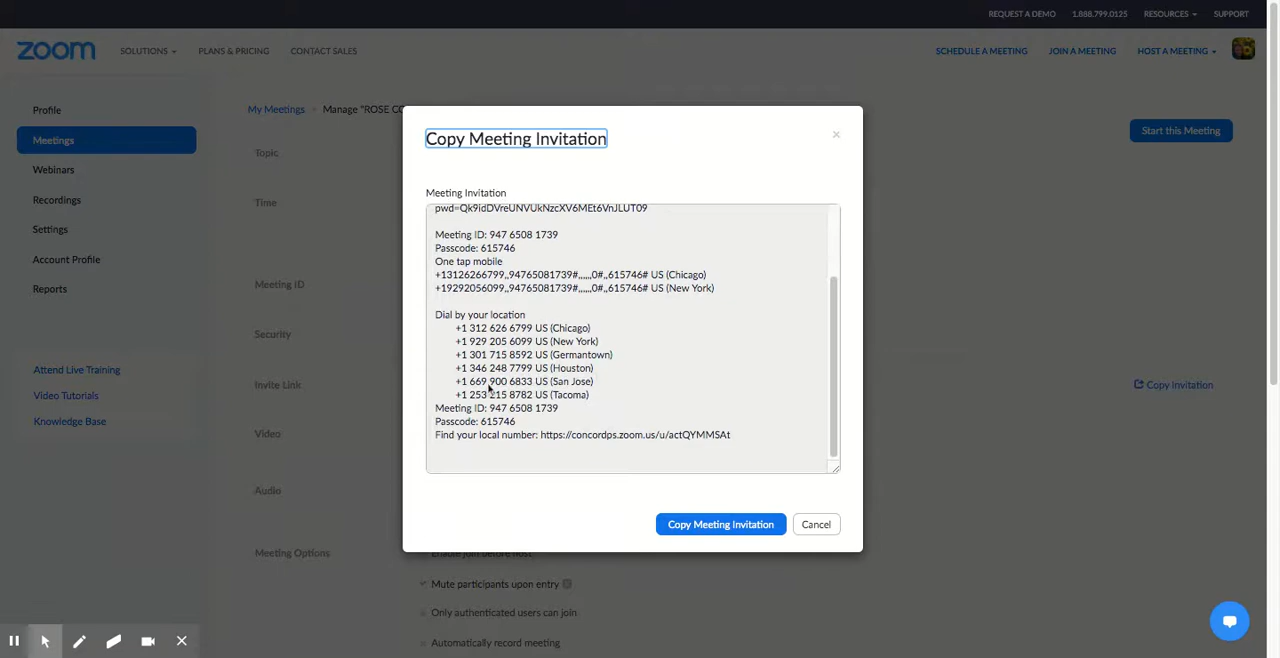 REQUEST A DEMO 1.888.799.0125 RESOURCES SUPPORT
zoom SOLUTIONS PLANS & PRICING CONTACT SALES SCHEDULE A MEETING JOIN A MEETING HOST A MEETING
Profile
Meetings
Webinars
Recordings
Settings
Account Profile
Reports
Attend Live Training
Video Tutorials
Knowledge Base
My Meetings > Manage "ROSE CO
Start this Meeting
Topic
Time
Meeting ID
Security
Invite Link
Copy Invitation
Video
Audio
Meeting Options
Enable join before host
Mute participants upon entry
Only authenticated users can join
Automatically record meeting
Copy Meeting Invitation
×
Meeting Invitation
pwd=Qk9idDVreUNVUkNzcXV6MEt6VnJLUT09
Meeting ID: 947 6508 1739
Passcode: 615746
One tap mobile
+13126266799,,94765081739#,,,,,,0#,,615746# US (Chicago)
+19292056099,,94765081739#,,,,,,0#,,615746# US (New York)
Dial by your location
+1 312 626 6799 US (Chicago)
+1 929 205 6099 US (New York)
+1 301 715 8592 US (Germantown)
+1 346 248 7799 US (Houston)
+1 669 900 6833 US (San Jose)
+1 253 215 8782 US (Tacoma)
Meeting ID: 947 6508 1739
Passcode: 615746
Find your local number: https://concordps.zoom.us/u/actQYMMSAt
Copy Meeting Invitation Cancel